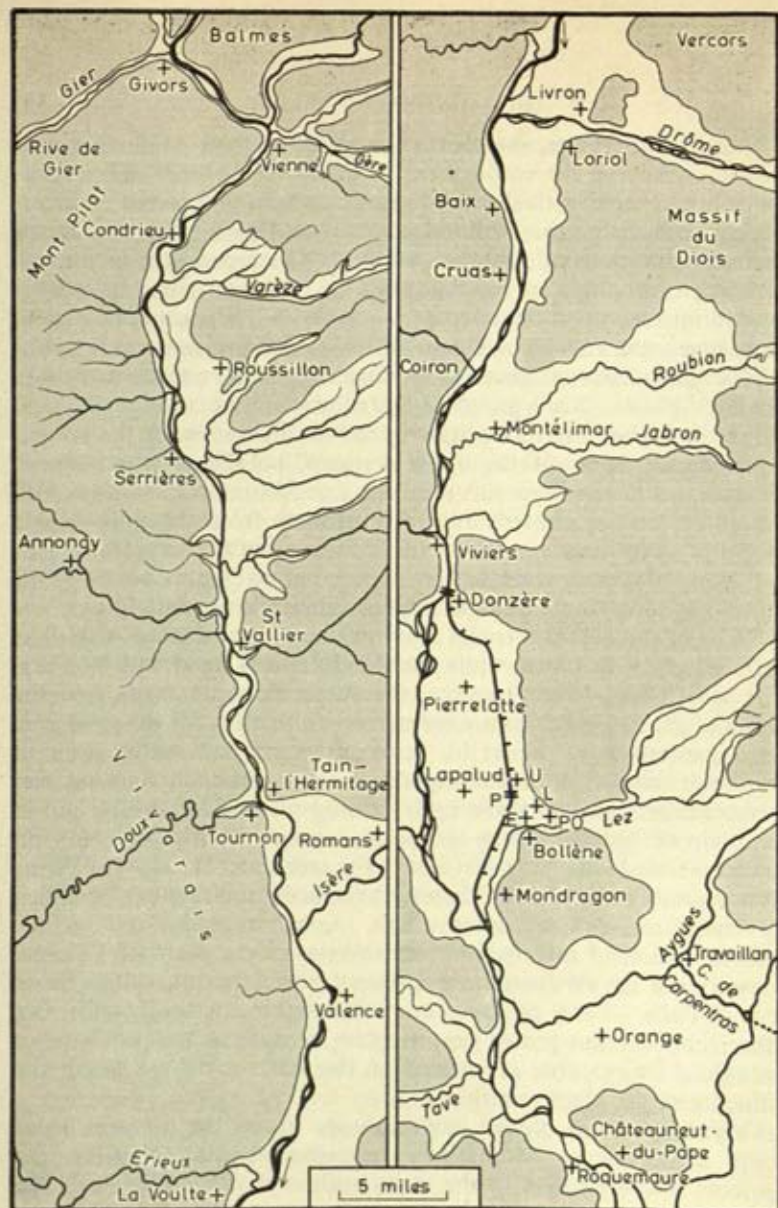 Balmes
Gier
Givors
Rive de
Gier
Vienne
Gère
Mont Pilat
Condrieu
Varèze
Roussillon
Serrières
Annonay
St
Vallier
Vivarais
Tain-
l'Hermitage
Doux
Tournon
Romans
Isère
Valence
Erieux
La Voulte
5 miles
Vercors
Livron
Drôme
Loriol
Baix
Massif
du
Diois
Cruas
Coiron
Roubion
Montélimar
Jabron
Viviers
Donzère
Pierrelatte
Lapalud
U
P
L
E
PO
Lez
Bollène
Mondragon
Aygues
Travaillan
C. de
Carpentras
Orange
Tave
Châteauneuf-
du-Pape
Roquemaure